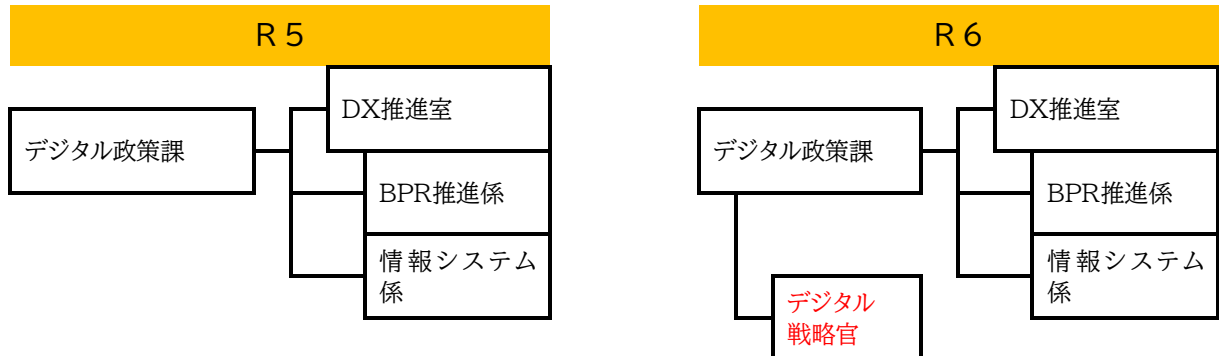 R5
DX推進室
デジタル政策課
BPR推進係
情報システム
係
R6
DX推進室
デジタル政策課
BPR推進係
情報システム
係
デジタル
戦略官